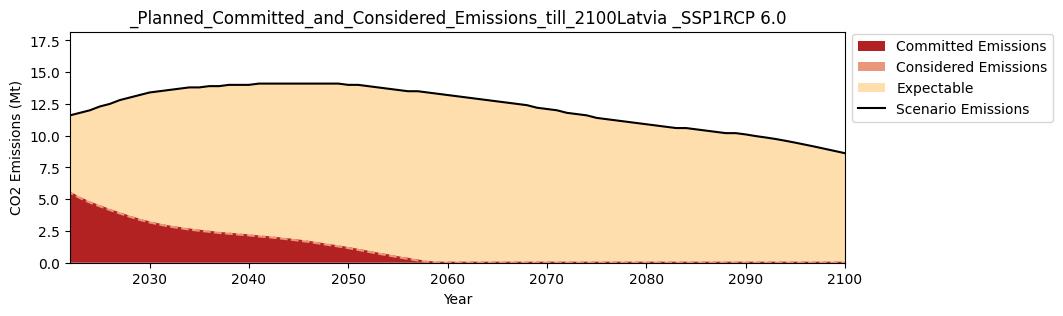 _Planned_Committed_and_Considered_Emissions_till_2100Latvia _SSP1RCP 6.0
17.5
15.0
12.5
10.0
7.5
5.0
2.5
0.0
CO2 Emissions (Mt)
2030 2040 2050 2060 2070 2080 2090 2100
Year
Committed Emissions
Considered Emissions
Expectable
Scenario Emissions